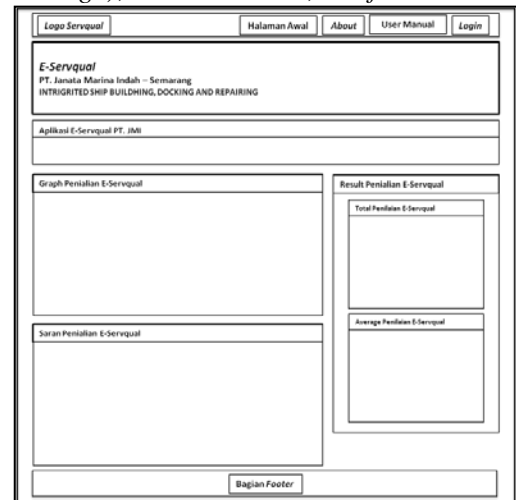 Logo Servqual
Halaman Awal
About
User Manual
Login
E-Servqual
PT. Janata Marina Indah – Semarang
INTRIGRITED SHIP BUILDHING, DOCKING AND REPAIRING
Aplikasi E-Servqual PT. JMI
Graph Penialian E-Servqual
Result Penialian E-Servqual
Total Penilaian E-Servqual
Average Penilaian E-Servqual
Saran Penialian E-Servqual
Bagian Footer